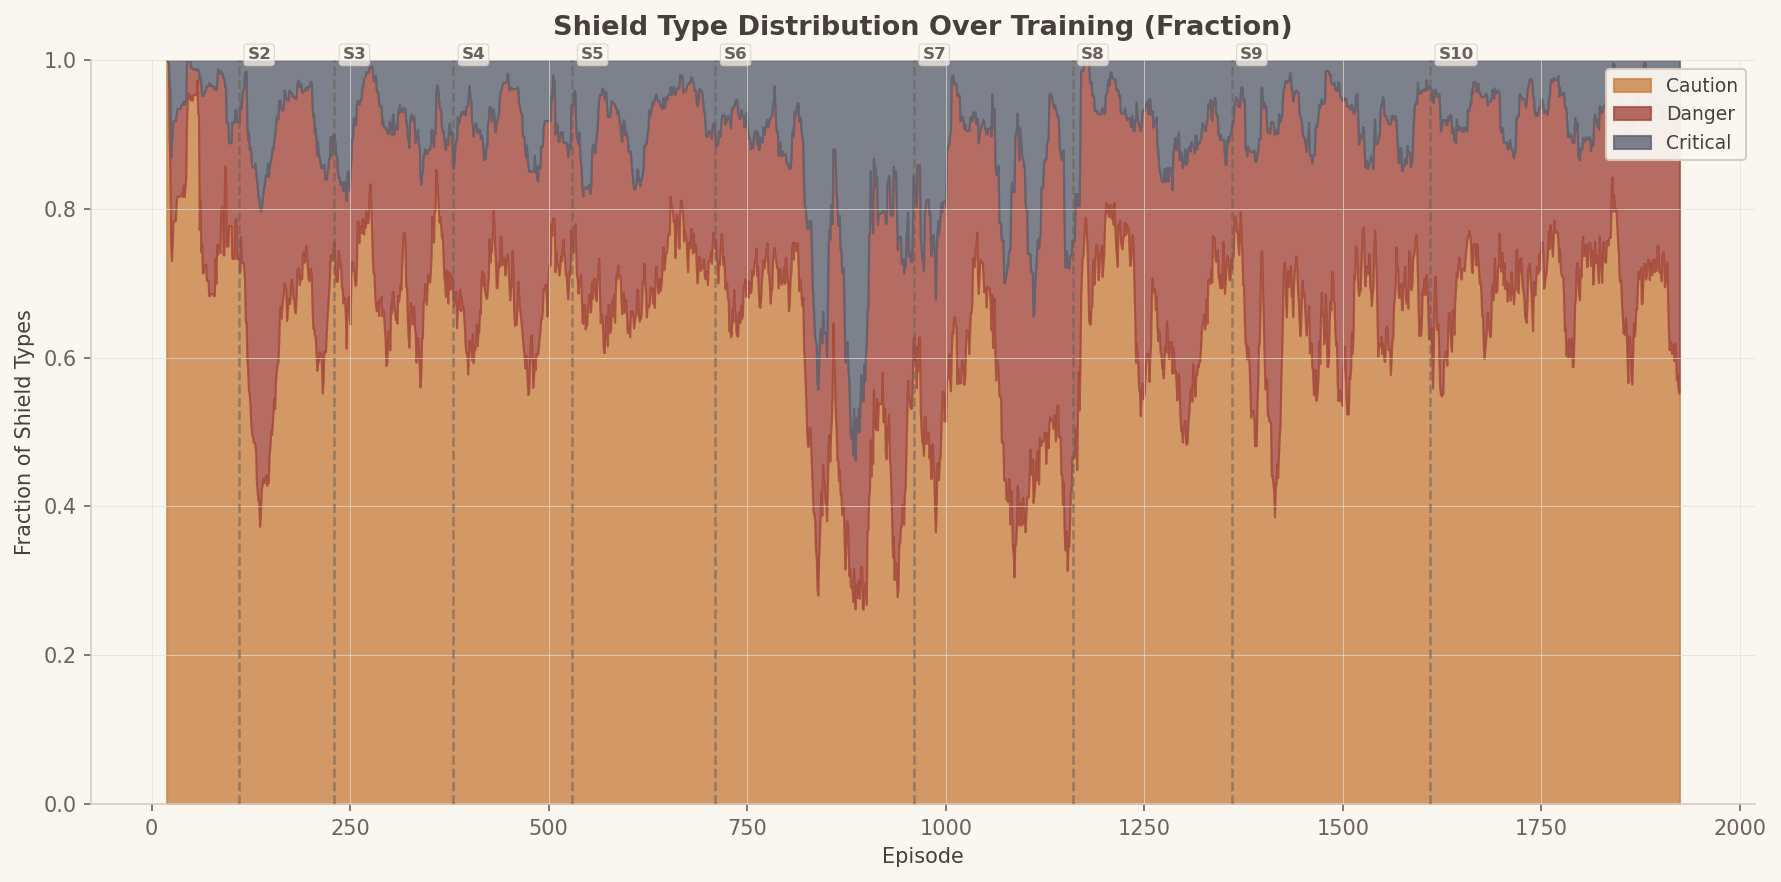 Shield Type Distribution Over Training (Fraction)
S2 S3 S4 S5 S6 S7 S8 S9 S10
Caution
Danger
Critical
1.0
0.8
0.6
0.4
0.2
0.0
Fraction of Shield Types
0 250 500 750 1000 1250 1500 1750 2000
Episode